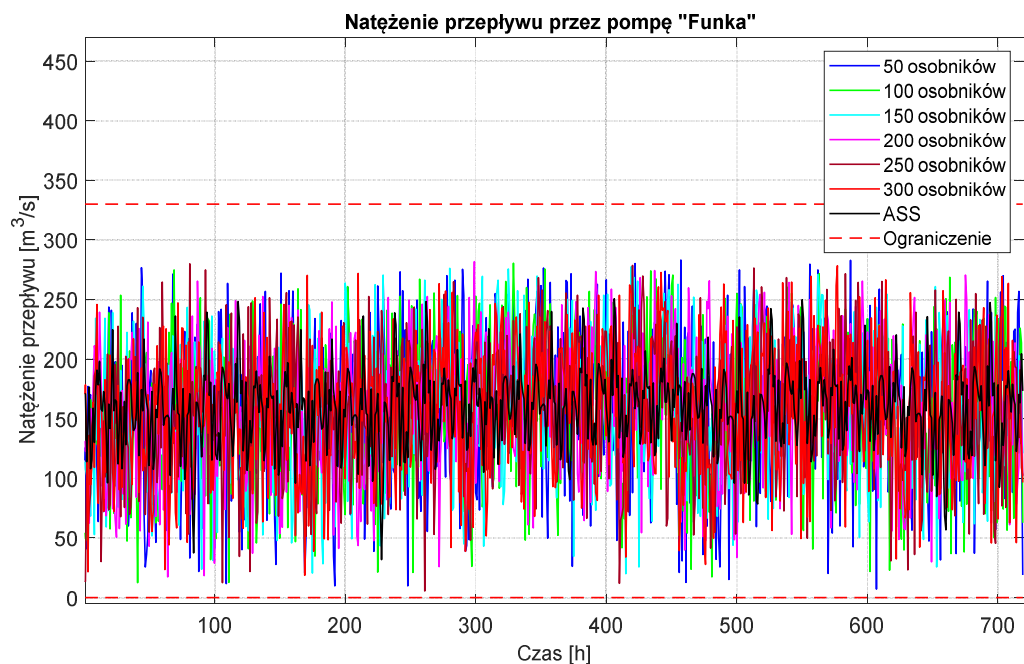 Natężenie przepływu przez pompę "Funka"
Natężenie przepływu [m³/s]
450
400
350
300
250
200
150
100
50
0
50 osobników
100 osobników
150 osobników
200 osobników
250 osobników
300 osobników
ASS
Ograniczenie
100
200
300
400
500
600
700
Czas [h]